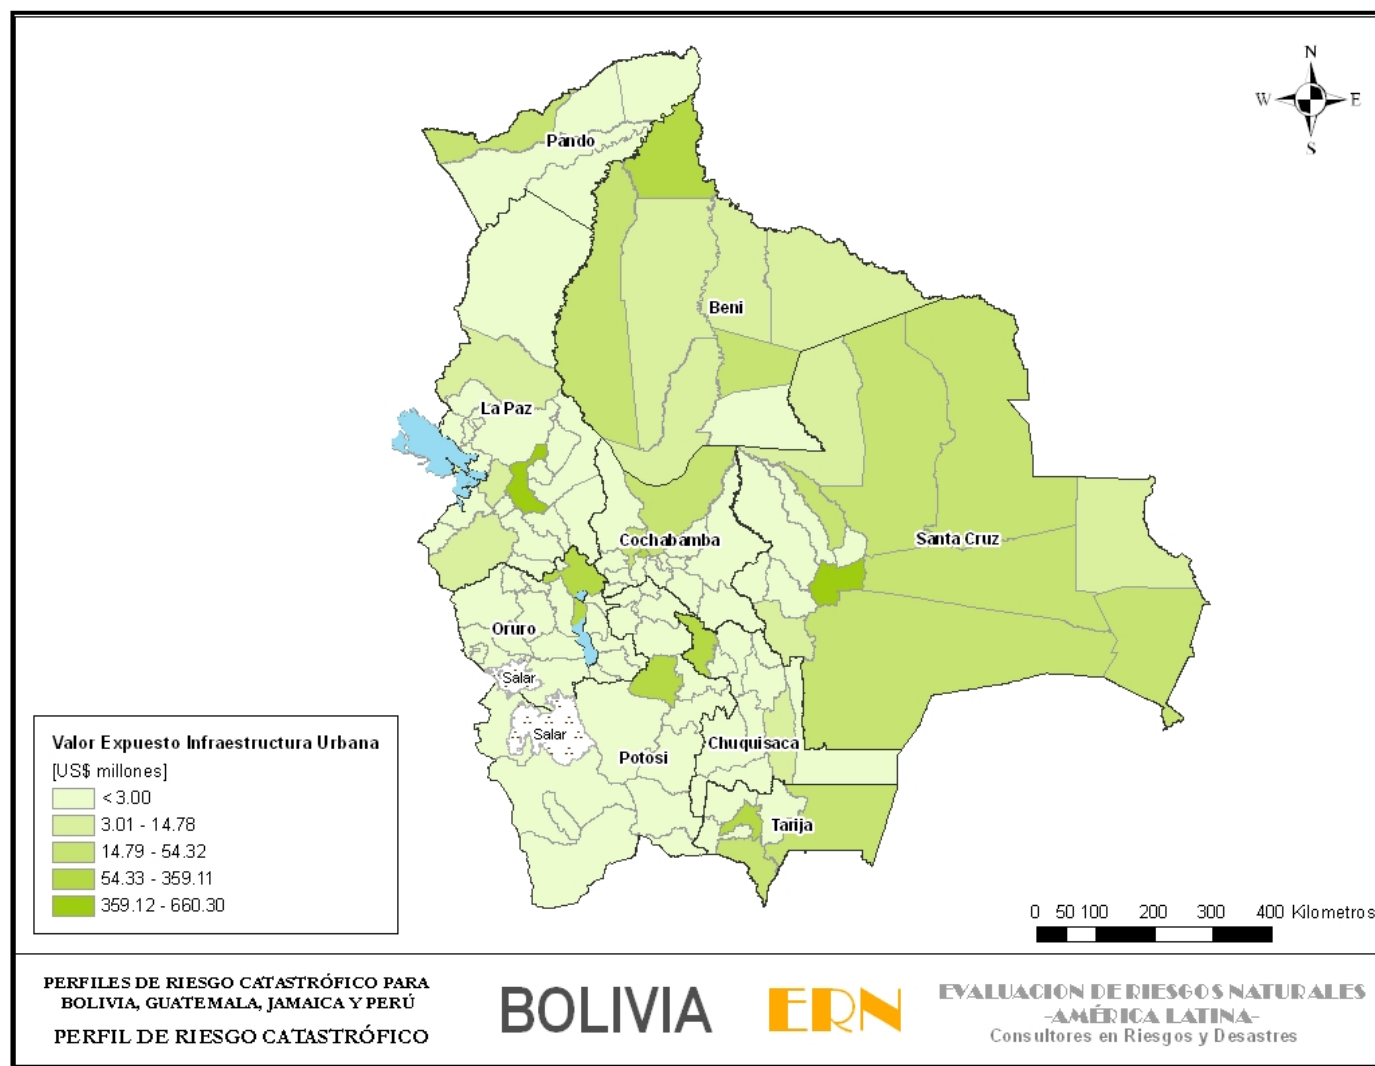 N
W E
S
Pando
Beni
La Paz
Cochabamba
Santa Cruz
Oruro
Salar
Salar
Potosi
Chuquisaca
Tarija
Valor Expuesto Infraestructura Urbana
[US$ millones]
< 3.00
3.01 - 14.78
14.79 - 54.32
54.33 - 359.11
359.12 - 660.30
0 50 100 200 300 400 Kilometros
PERFILES DE RIESGO CATASTRÓFICO PARA
BOLIVIA, GUATEMALA, JAMAICA Y PERÚ
PERFIL DE RIESGO CATASTRÓFICO
BOLIVIA
ERN
EVALUACION DE RIESGOS NATURALES
-AMÉRICA LATINA-
Consultores en Riesgos y Desastres